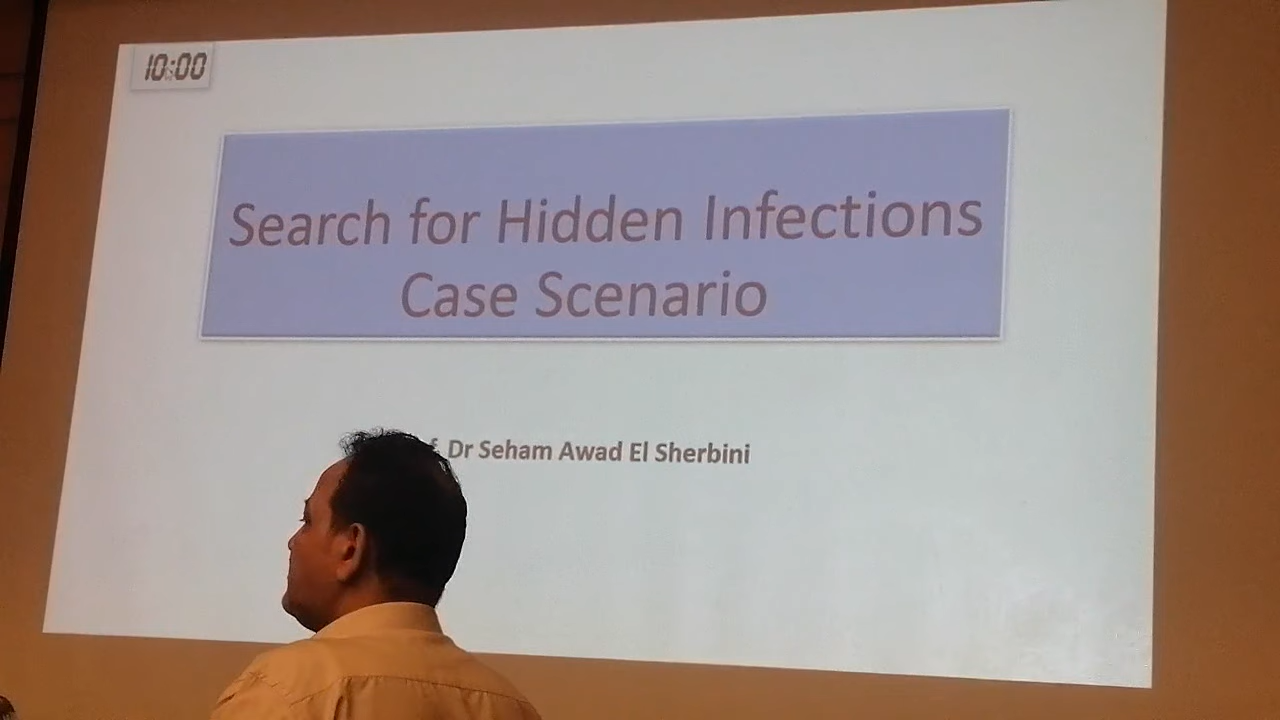 10:00
Search for Hidden Infections
Case Scenario
Dr Seham Awad El Sherbini